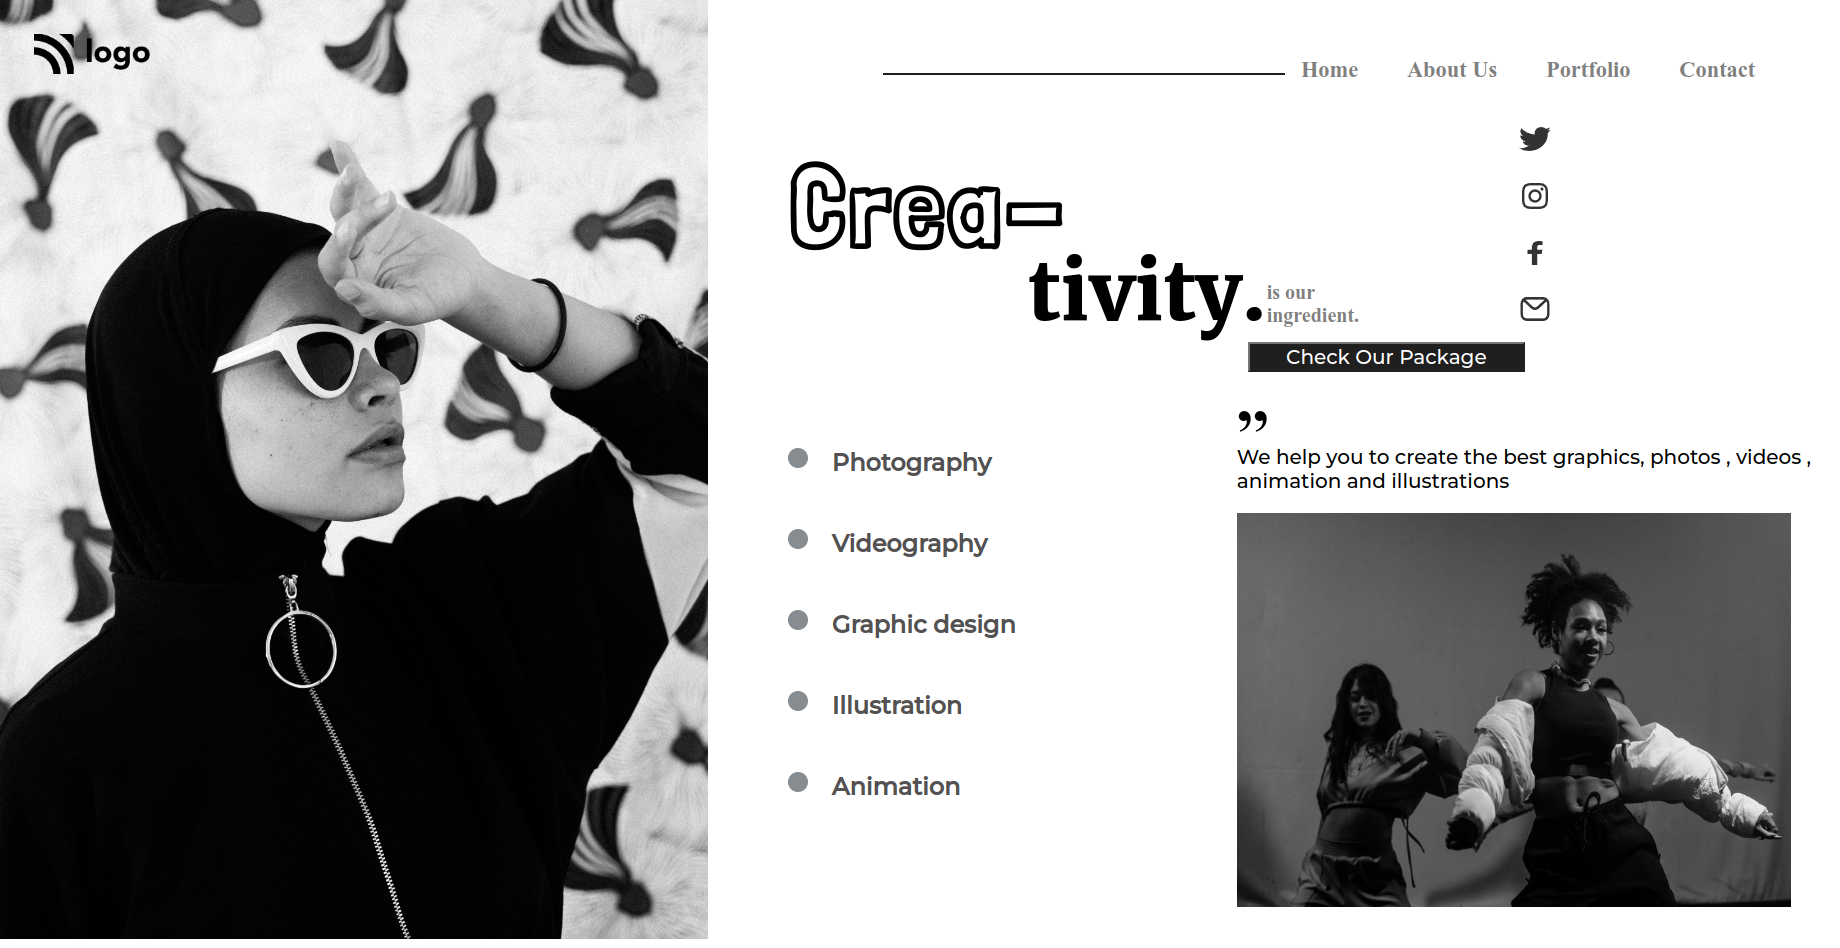 logo
Home About Us Portfolio Contact
Crea-
tivity.
is our
ingredient.
Check Our Package
”
We help you to create the best graphics, photos , videos ,
animation and illustrations
Photography
Videography
Graphic design
Illustration
Animation